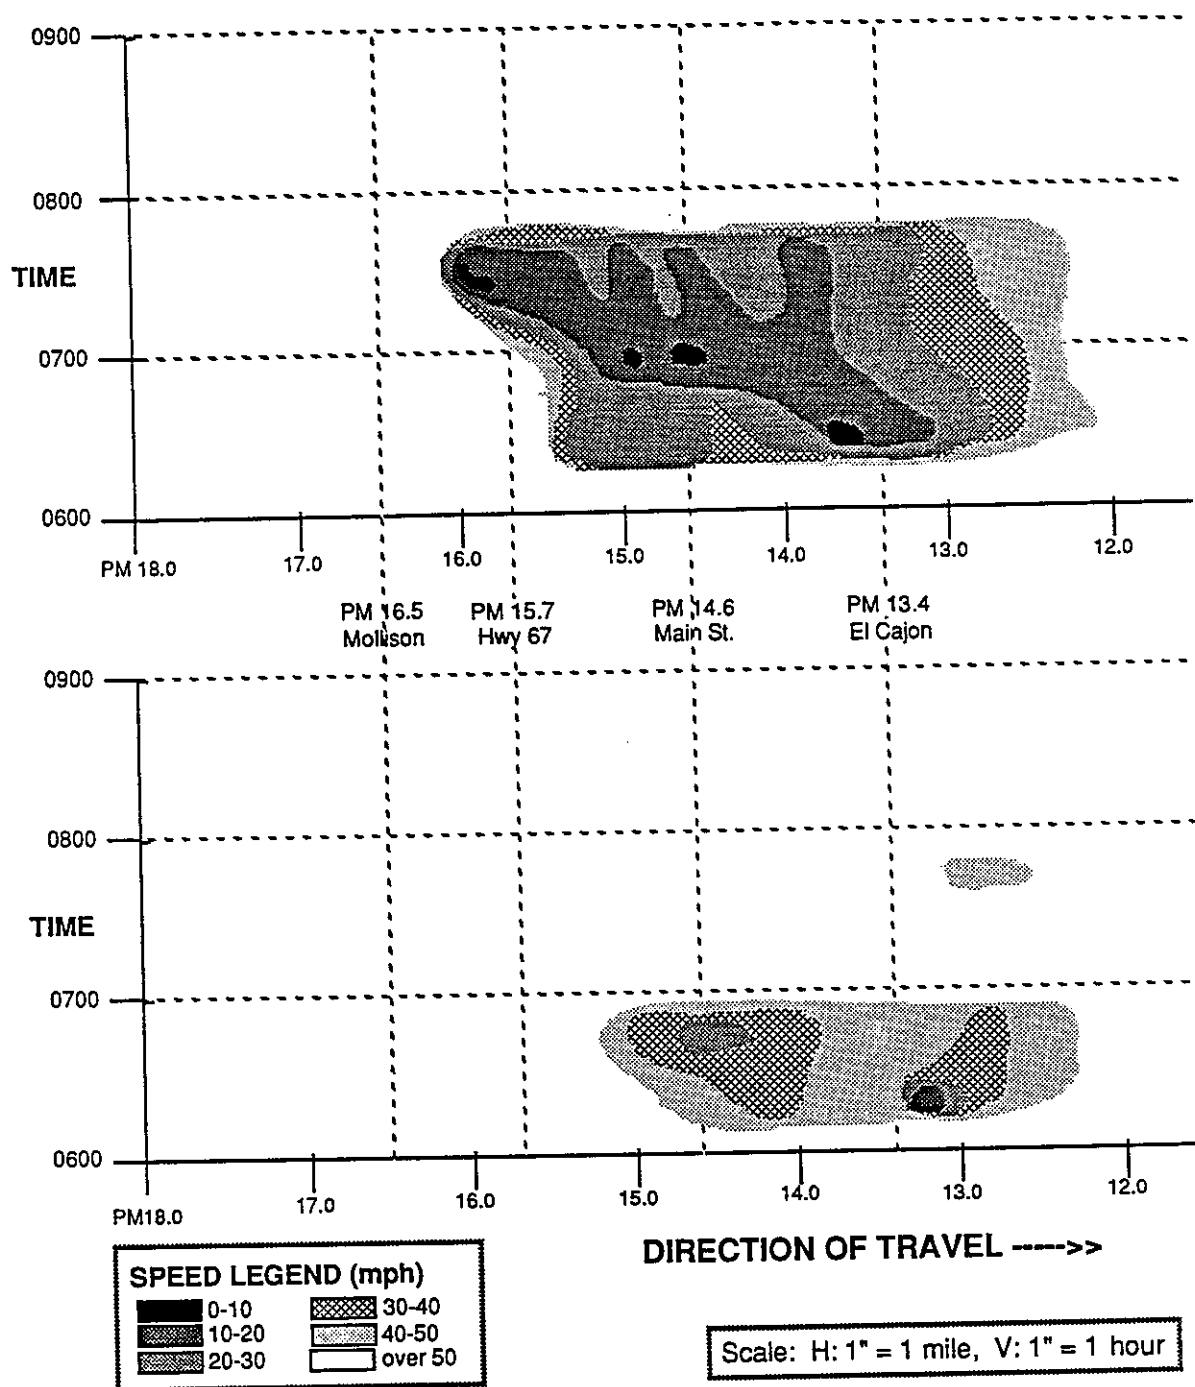 0900
0800
TIME
0700
0600
PM 18.0
17.0
16.0
15.0
14.0
13.0
12.0
PM 16.5
Mollison
PM 15.7
Hwy 67
PM 14.6
Main St.
PM 13.4
El Cajon
0900
0800
TIME
0700
0600
PM18.0
17.0
16.0
15.0
14.0
13.0
12.0
DIRECTION OF TRAVEL ----->>
SPEED LEGEND (mph)
0-10
30-40
10-20
40-50
20-30
over 50
Scale: H: 1" = 1 mile, V: 1" = 1 hour